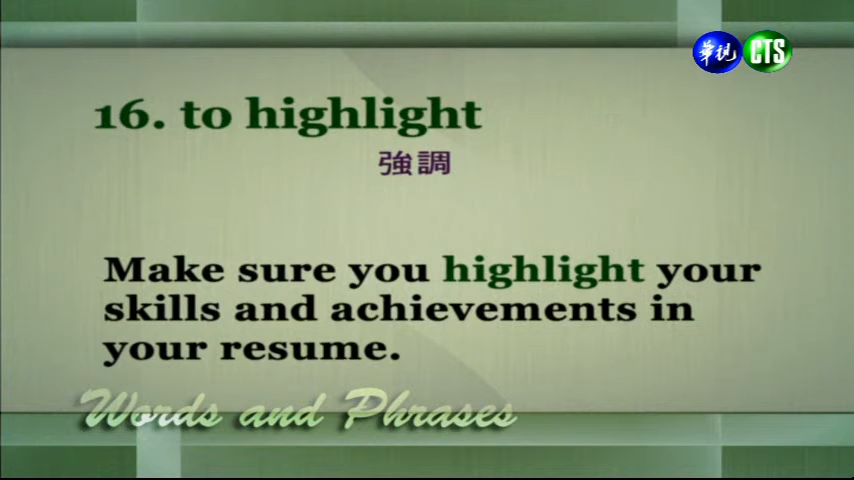 華視 CTS
16. to highlight
強調
Make sure you highlight your
skills and achievements in
your resume.
Words and Phrases